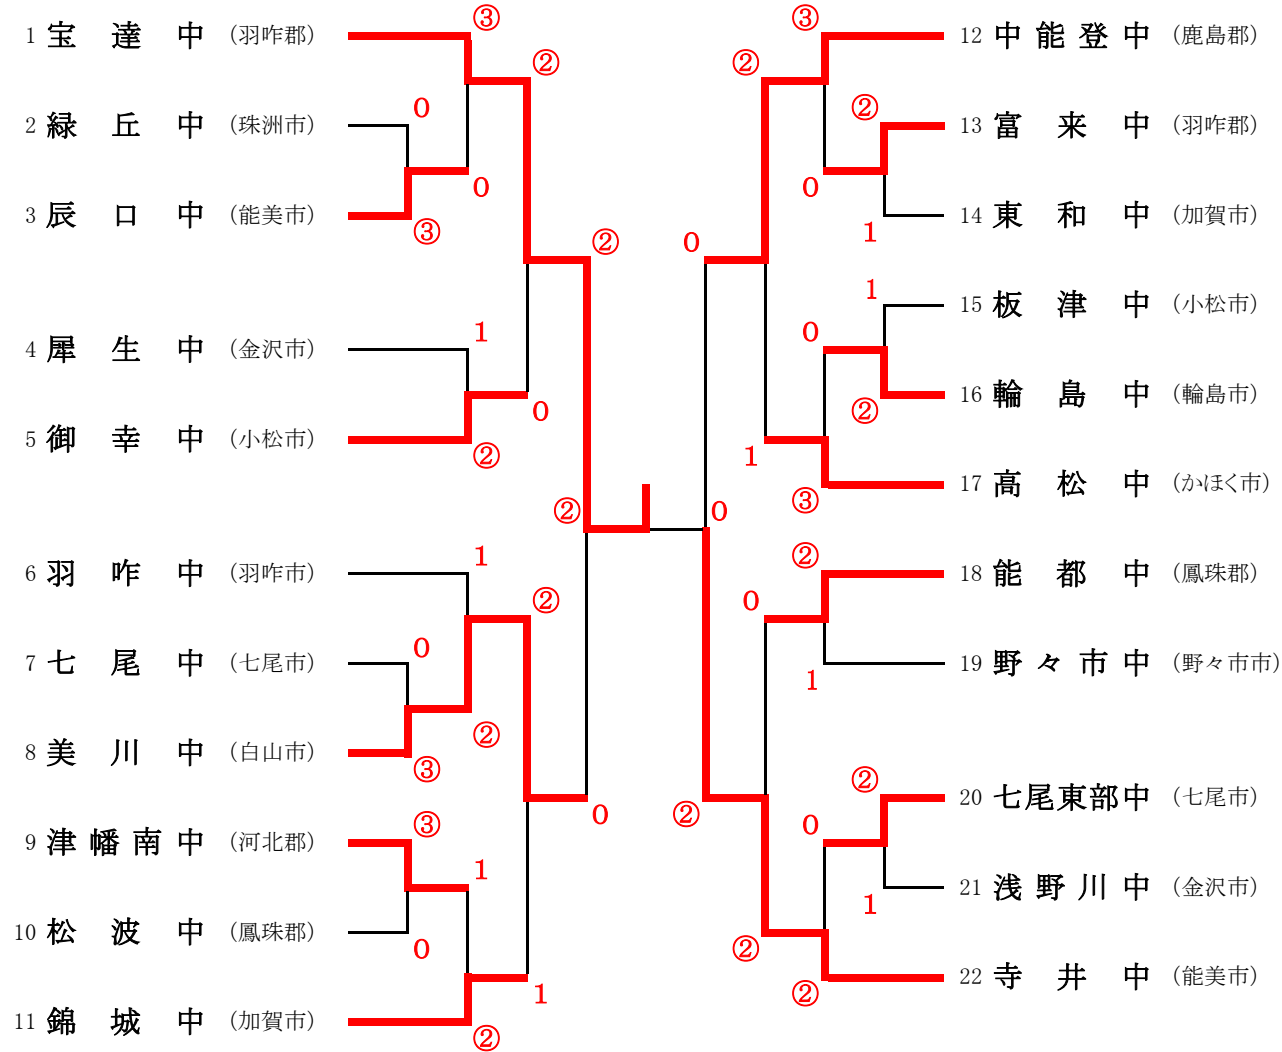 1 宝達中 (羽咋郡)
2 緑丘中 (珠洲市)
3 辰口中 (能美市)
4 犀生中 (金沢市)
5 御幸中 (小松市)
6 羽咋中 (羽咋市)
7 七尾中 (七尾市)
8 美川中 (白山市)
9 津幡南中 (河北郡)
10 松波中 (鳳珠郡)
11 錦城中 (加賀市)
③
②
0
0
③
②
1
0
②
②
1
②
0
②
③
0
③
1
0
1
②
③
②
②
0
1
0
1
0
0
②
1
③
0
②
0
1
②
②
0
1
②
②
12 中能登中 (鹿島郡)
13 富来中 (羽咋郡)
14 東和中 (加賀市)
15 板津中 (小松市)
16 輪島中 (輪島市)
17 高松中 (かほく市)
18 能都中 (鳳珠郡)
19 野々市中 (野々市市)
20 七尾東部中 (七尾市)
21 浅野川中 (金沢市)
22 寺井中 (能美市)